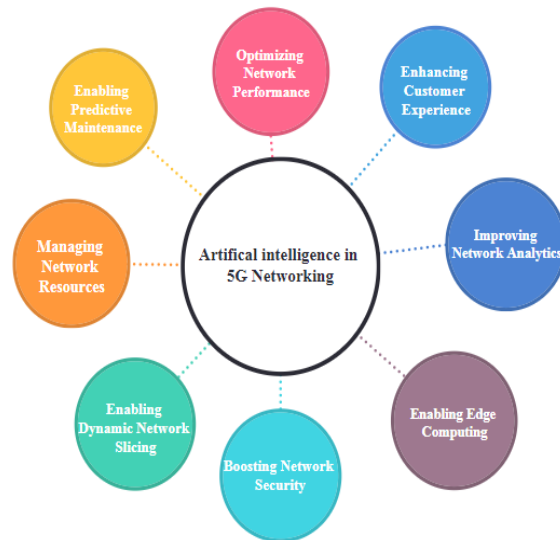 Optimizing
Network
Performance
Enhancing
Customer
Experience
Enabling
Predictive
Maintenance
Artifical intelligence in
5G Networking
Improving
Network Analytics
Managing
Network
Resources
Enabling
Dynamic Network
Slicing
Enabling Edge
Computing
Boosting Network
Security